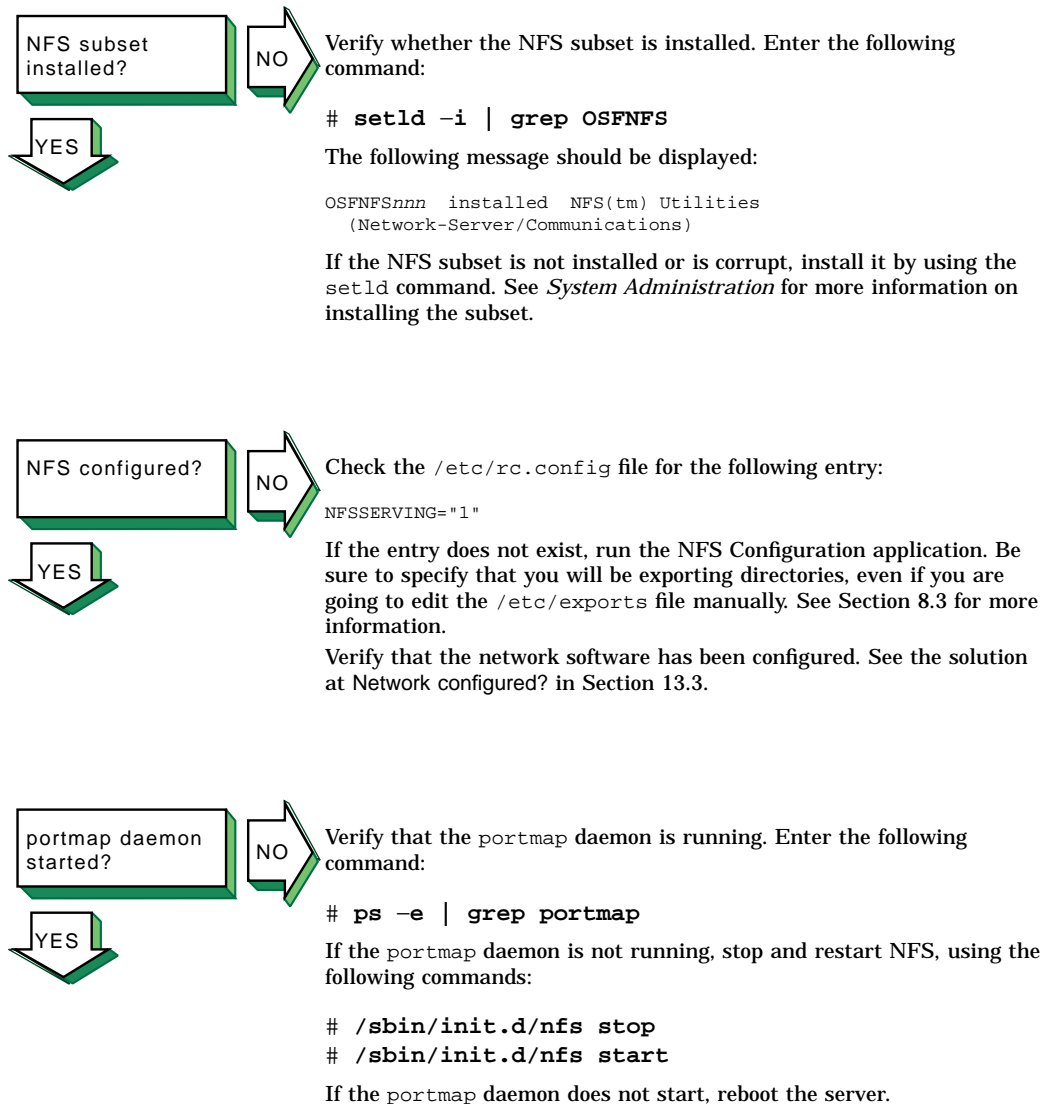 NFS subset
installed?
NO
YES
Verify whether the NFS subset is installed. Enter the following
command:
# setld −i | grep OSFNFS
The following message should be displayed:
OSFNFSnnn installed NFS(tm) Utilities
(Network-Server/Communications)
If the NFS subset is not installed or is corrupt, install it by using the
setld command. See System Administration for more information on
installing the subset.
NFS configured?
NO
YES
Check the /etc/rc.config file for the following entry:
NFSSERVING="1"
If the entry does not exist, run the NFS Configuration application. Be
sure to specify that you will be exporting directories, even if you are
going to edit the /etc/exports file manually. See Section 8.3 for more
information.
Verify that the network software has been configured. See the solution
at Network configured? in Section 13.3.
portmap daemon
started?
NO
YES
Verify that the portmap daemon is running. Enter the following
command:
# ps −e | grep portmap
If the portmap daemon is not running, stop and restart NFS, using the
following commands:
# /sbin/init.d/nfs stop
# /sbin/init.d/nfs start
If the portmap daemon does not start, reboot the server.